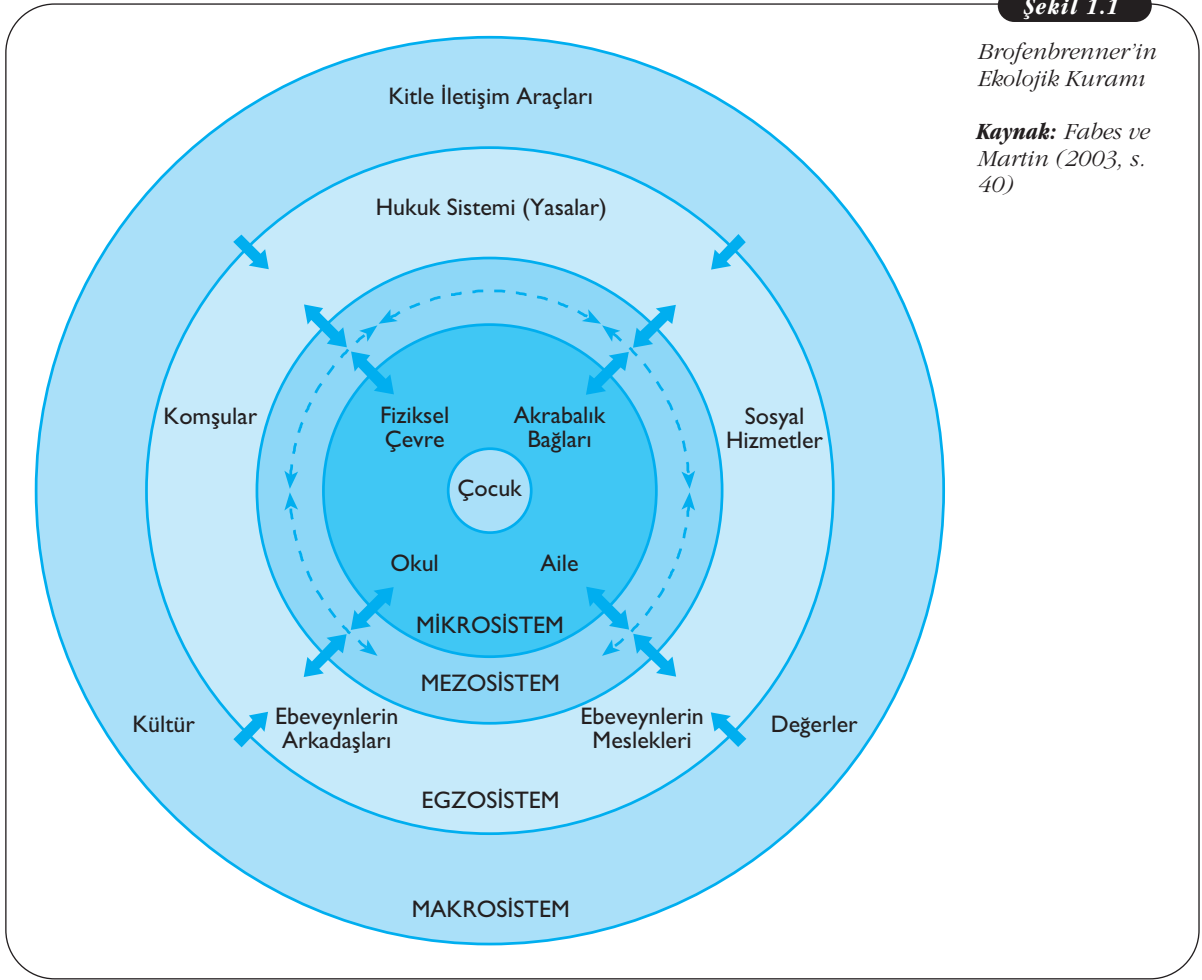 Şekil 1.1
Brofenbrenner'in
Ekolojik Kuramı
Kaynak: Fabes ve
Martin (2003, s.
40)
Kitle İletişim Araçları
Hukuk Sistemi (Yasalar)
Komşular
Fiziksel
Çevre
Akrabalık
Bağları
Sosyal
Hizmetler
Çocuk
Okul
Aile
MİKROSİSTEM
MEZOSİSTEM
Kültür
Ebeveynlerin
Arkadaşları
Ebeveynlerin
Meslekleri
Değerler
EGZOSİSTEM
MAKROSİSTEM